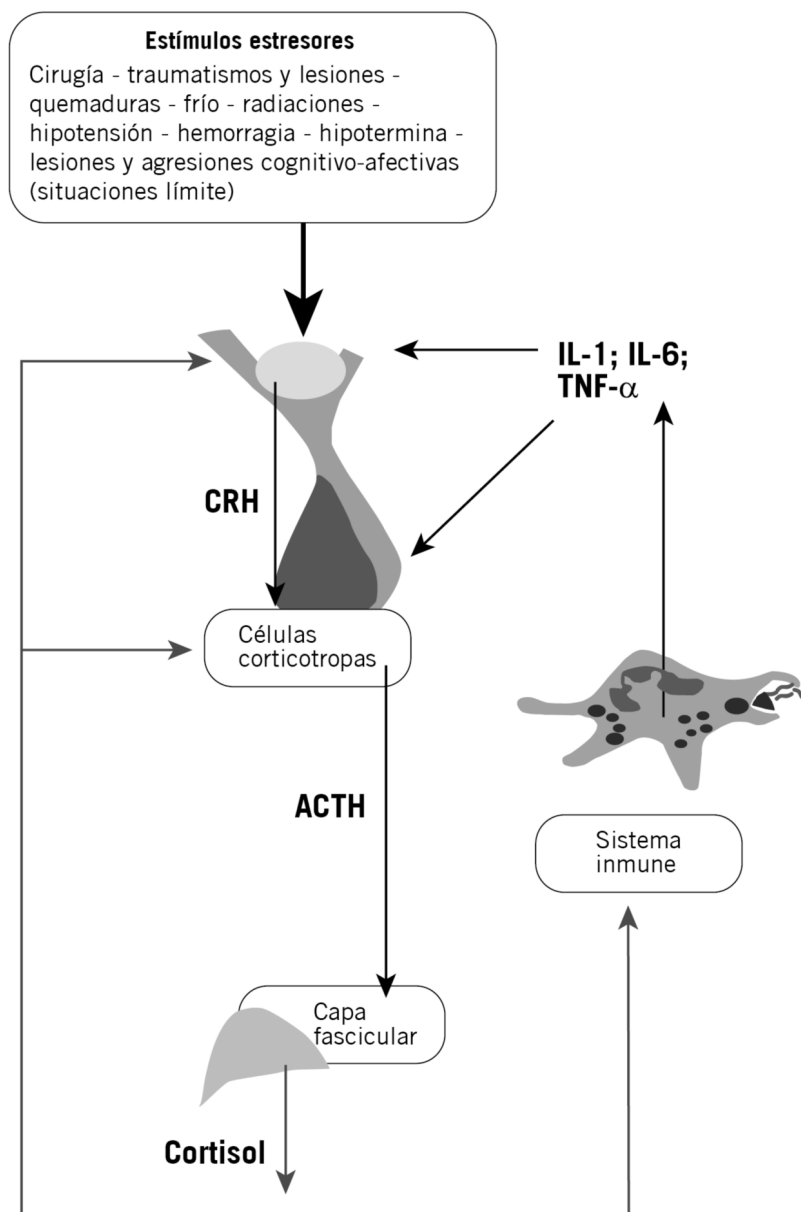 Estímulos estresores
Cirugía - traumatismos y lesiones -
quemaduras - frío - radiaciones -
hipotensión - hemorragia - hipotermina -
lesiones y agresiones cognitivo-afectivas
(situaciones límite)
IL-1; IL-6;
TNF-α
CRH
Células
corticotropas
ACTH
Sistema
inmune
Capa
fascicular
Cortisol